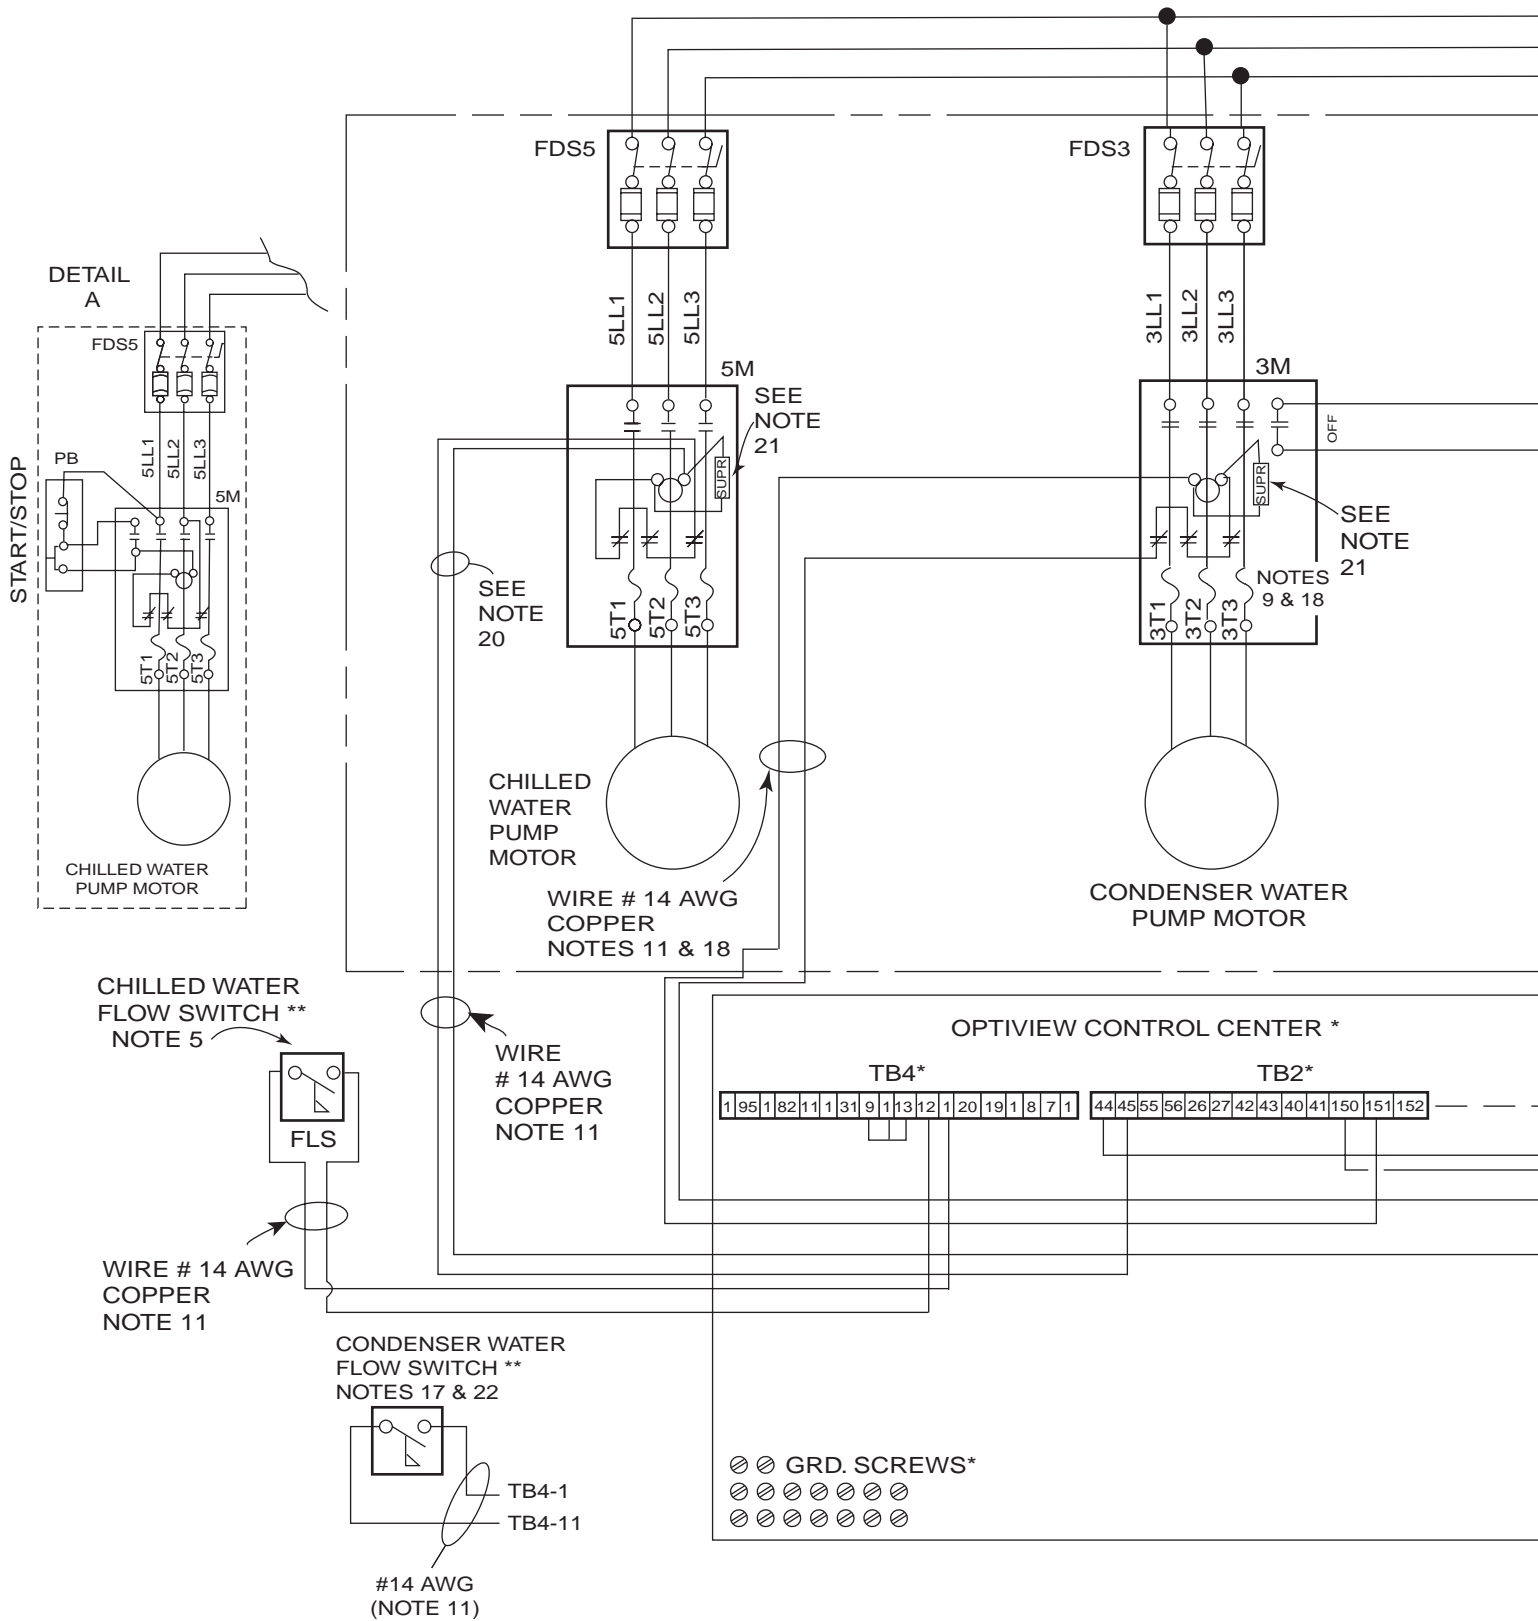 FDS5
FDS3
DETAIL
A
FDS5
5LL1
5LL2
5LL3
3LL1
3LL2
3LL3
5M
SEE
NOTE
21
3M
OFF
SUPR
SUPR
SEE
NOTE
21
START/STOP
PB
5LL1
5LL2
5LL3
5M
5T1
5T2
5T3
SEE
NOTE
20
5T1
5T2
5T3
NOTES
9 & 18
3T1
3T2
3T3
CHILLED WATER
PUMP MOTOR
CHILLED
WATER
PUMP
MOTOR
WIRE # 14 AWG
COPPER
NOTES 11 & 18
CONDENSER WATER
PUMP MOTOR
CHILLED WATER
FLOW SWITCH **
NOTE 5
FLS
WIRE
# 14 AWG
COPPER
NOTE 11
OPTIVIEW CONTROL CENTER *
TB4*
TB2*
1 95 1 82 11 1 31 9 1 13 12 1 20 19 1 8 7 1
44 45 55 56 26 27 42 43 40 41 150 151 152
WIRE # 14 AWG
COPPER
NOTE 11
CONDENSER WATER
FLOW SWITCH **
NOTES 17 & 22
TB4-1
TB4-11
#14 AWG
(NOTE 11)
GRD. SCREWS*